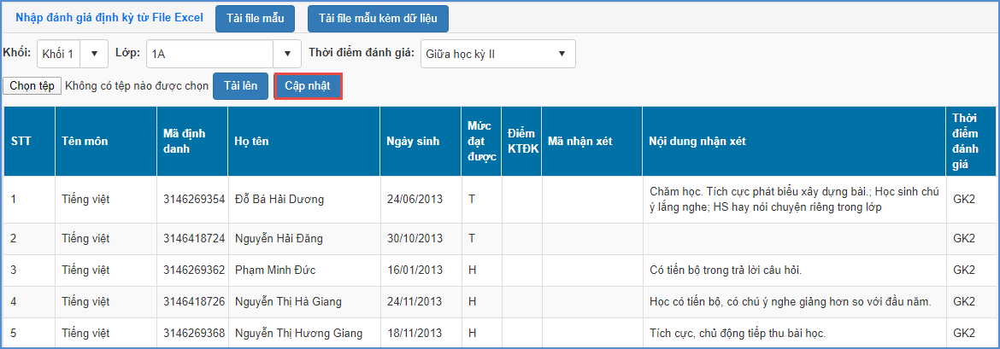 Nhập đánh giá định kỳ từ File Excel Tải file mẫu Tải file mẫu kèm dữ liệu
Khối: Khối 1 Lớp: 1A Thời điểm đánh giá: Giữa học kỳ II
Chọn tệp Không có tệp nào được chọn Tải lên Cập nhật
STT Tên môn Mã định danh Họ tên Ngày sinh Mức đạt được Điểm KTĐK Mã nhận xét Nội dung nhận xét Thời điểm đánh giá
1 Tiếng việt 3146269354 Đỗ Bá Hải Dương 24/06/2013 T Chăm học. Tích cực phát biểu xây dựng bài.; Học sinh chú ý lắng nghe; HS hay nói chuyện riêng trong lớp GK2
2 Tiếng việt 3146418724 Nguyễn Hải Đăng 30/10/2013 T GK2
3 Tiếng việt 3146269362 Phạm Minh Đức 16/01/2013 H Có tiến bộ trong trả lời câu hỏi. GK2
4 Tiếng việt 3146418726 Nguyễn Thị Hà Giang 24/11/2013 H Học có tiến bộ, có chú ý nghe giảng hơn so với đầu năm. GK2
5 Tiếng việt 3146269368 Nguyễn Thị Hương Giang 18/11/2013 H Tích cực, chủ động tiếp thu bài học. GK2